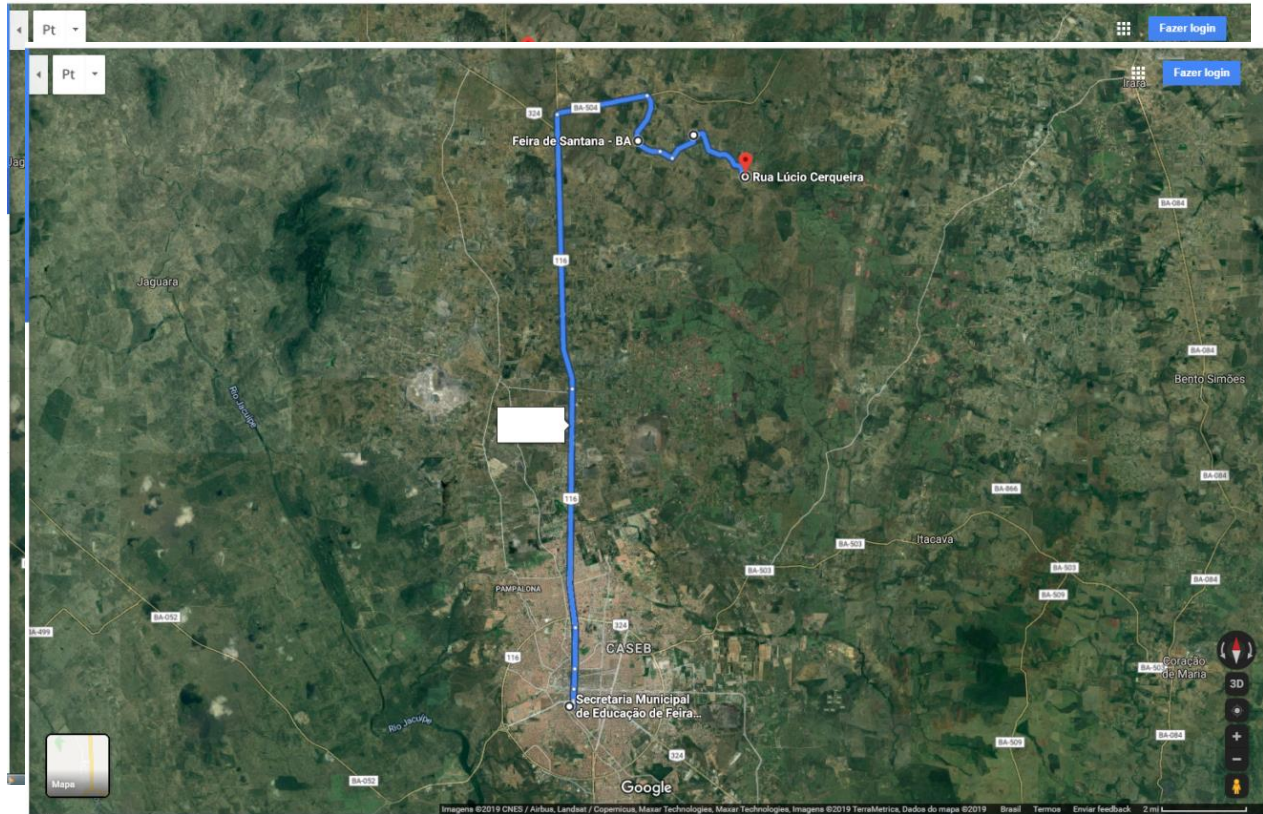 Pt
Fazer login
Pt
Fazer login
Irará
324
BA-504
Feira de Santana - BA
Rua Lúcio Cerqueira
Jag
BA-084
116
Jaguara
BA-084
Bento Simões
Rio Jacuípe
BA-084
BA-866
116
BA-503
Itacava
BA-503
BA-503
BA-084
PAMPALONA
BA-509
BA-052
324
BA-499
CASEB
116
Coração
de Maria
BA-50
3D
Secretaria Municipal
de Educação de Feira...
Rio Jacuípe
BA-084
BA-509
324
Mapa
BA-052
Google
Imagens ©2019 CNES / Airbus, Landsat / Copernicus, Maxar Technologies, Maxar Technologies, Imagens ©2019 TerraMetrics, Dados do mapa ©2019 Brasil Termos Enviar feedback 2 mi